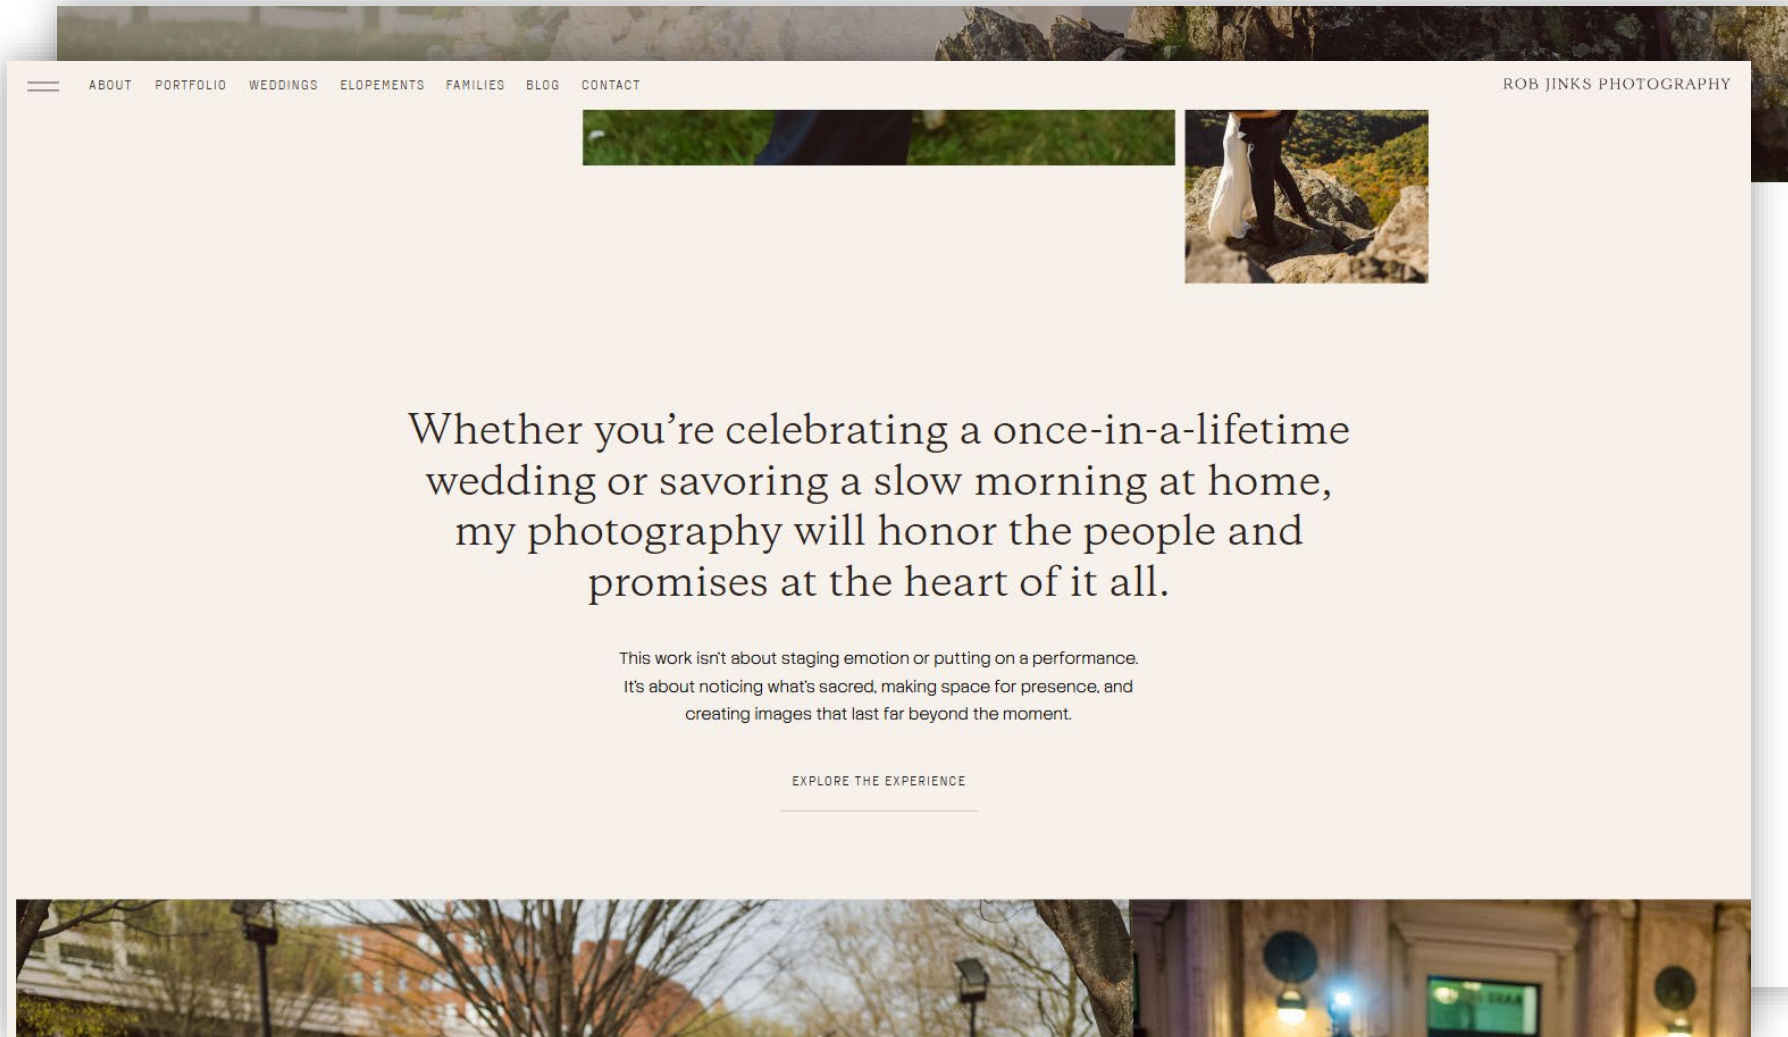 ABOUT PORTFOLIO WEDDINGS ELOPEMENTS FAMILIES BLOG CONTACT
ROB JINKS PHOTOGRAPHY
Whether you’re celebrating a once-in-a-lifetime
wedding or savoring a slow morning at home,
my photography will honor the people and
promises at the heart of it all.
This work isn't about staging emotion or putting on a performance.
It's about noticing what's sacred, making space for presence, and
creating images that last far beyond the moment.
EXPLORE THE EXPERIENCE